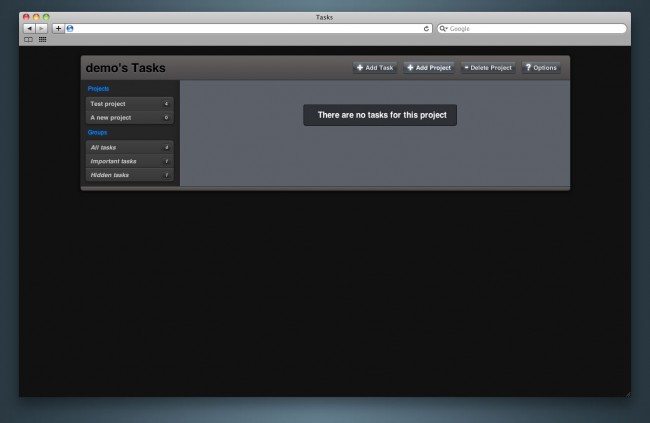 Tasks
Google
demo's Tasks
Add Task
Add Project
Delete Project
? Options
Projects
Test project
A new project 0
Groups
All tasks 4
Important tasks 1
Hidden tasks 1
There are no tasks for this project